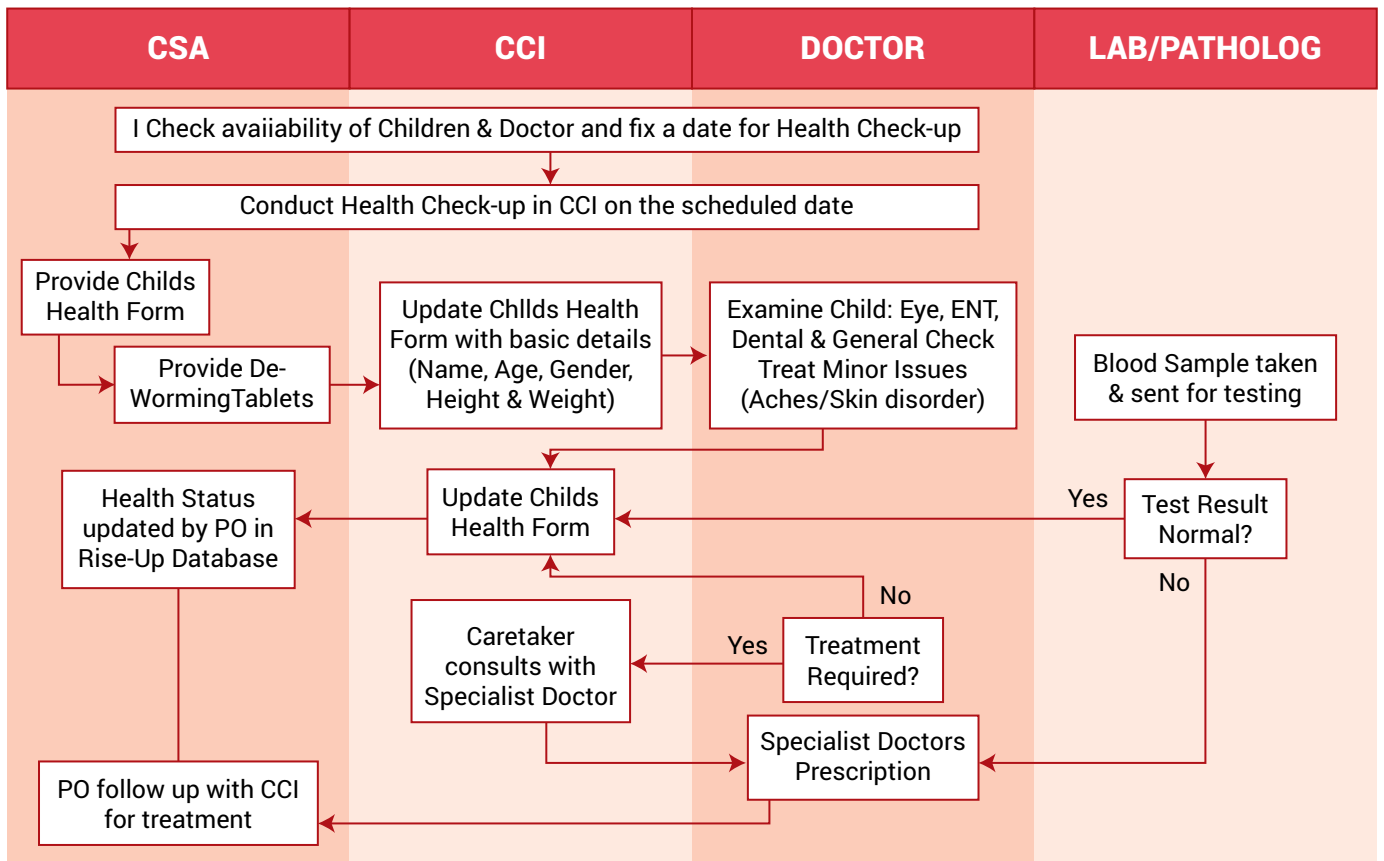 CSA
CCI
DOCTOR
LAB/PATHOLOG
I Check avaiiability of Children & Doctor and fix a date for Health Check-up
Conduct Health Check-up in CCI on the scheduled date
Provide Childs
Health Form
Provide De-
WormingTablets
Update Chllds Health
Form with basic details
(Name, Age, Gender,
Height & Weight)
Examine Child: Eye, ENT,
Dental & General Check
Treat Minor Issues
(Aches/Skin disorder)
Blood Sample taken
& sent for testing
Health Status
updated by PO in
Rise-Up Database
Update Childs
Health Form
Yes
Test Result
Normal?
No
No
Caretaker
consults with
Specialist Doctor
Yes
Treatment
Required?
Specialist Doctors
Prescription
PO follow up with CCI
for treatment